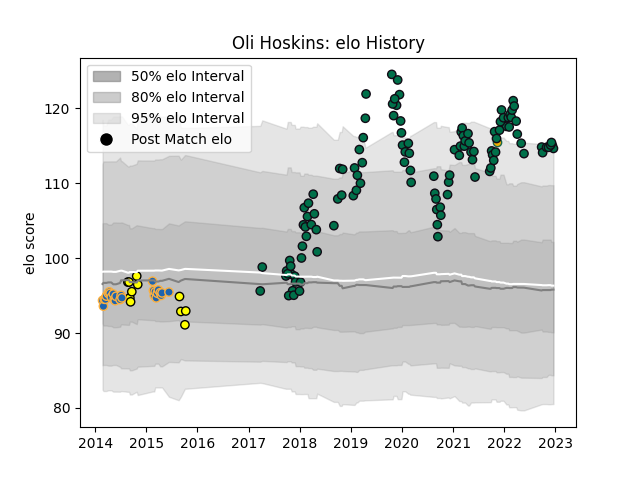 Oli Hoskins: elo History
50% elo Interval
80% elo Interval
95% elo Interval
Post Match elo
elo score
120
110
100
90
80
2014 2015 2016 2017 2018 2019 2020 2021 2022 2023